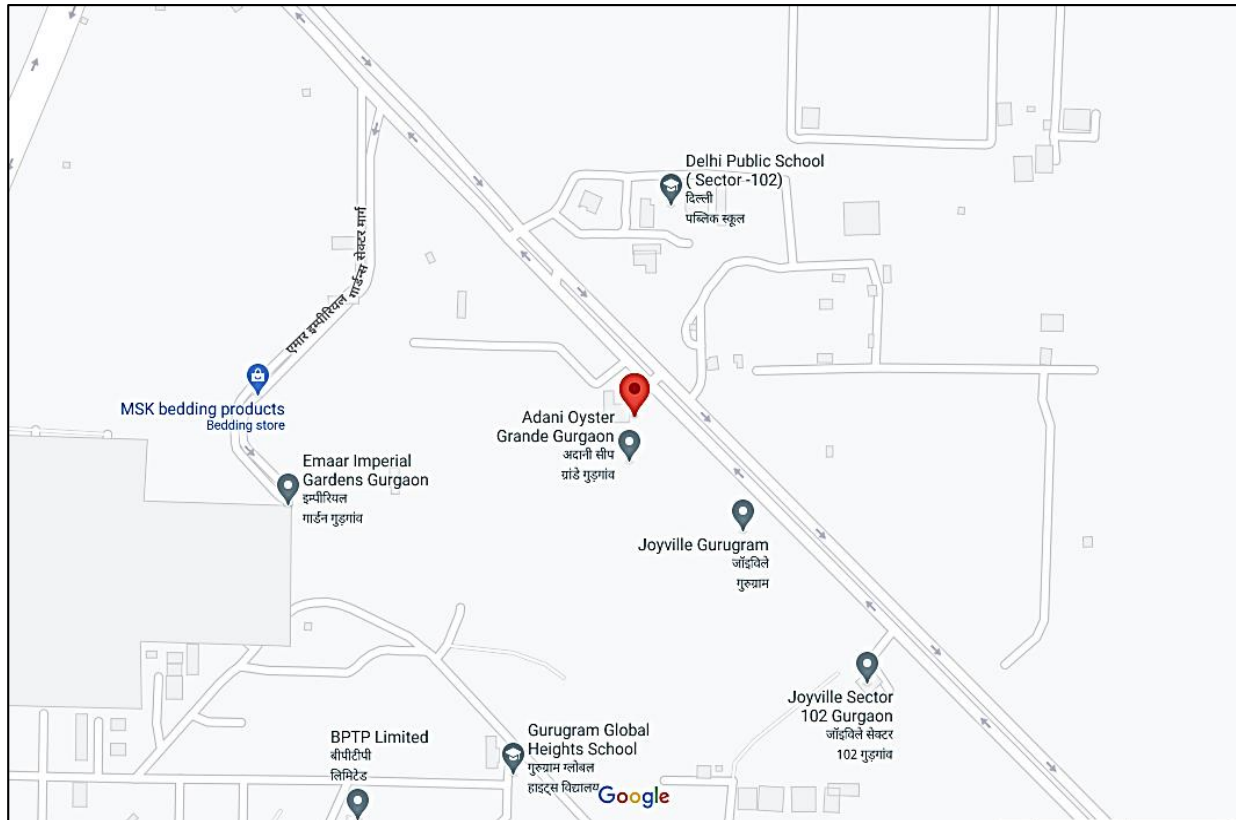 Delhi Public School
( Sector -102)
दिल्ली
पब्लिक स्कूल
एमार इम्पीरियल
गार्डन्स सेक्टर मार्ग
MSK bedding products
Bedding store
Adani Oyster
Grande Gurgaon
अदानी सीप
ग्रांडे गुड़गांव
Emaar Imperial
Gardens Gurgaon
इम्पीरियल
गार्डन गुड़गांव
Joyville Gurugram
जॉइविले
गुरुग्राम
Joyville Sector
102 Gurgaon
जॉइविले सेक्टर
102 गुड़गांव
BPTP Limited
बीपीटीपी
लिमिटेड
Gurugram Global
Heights School
गुरुग्राम ग्लोबल
हाइट्स विद्यालय
Google